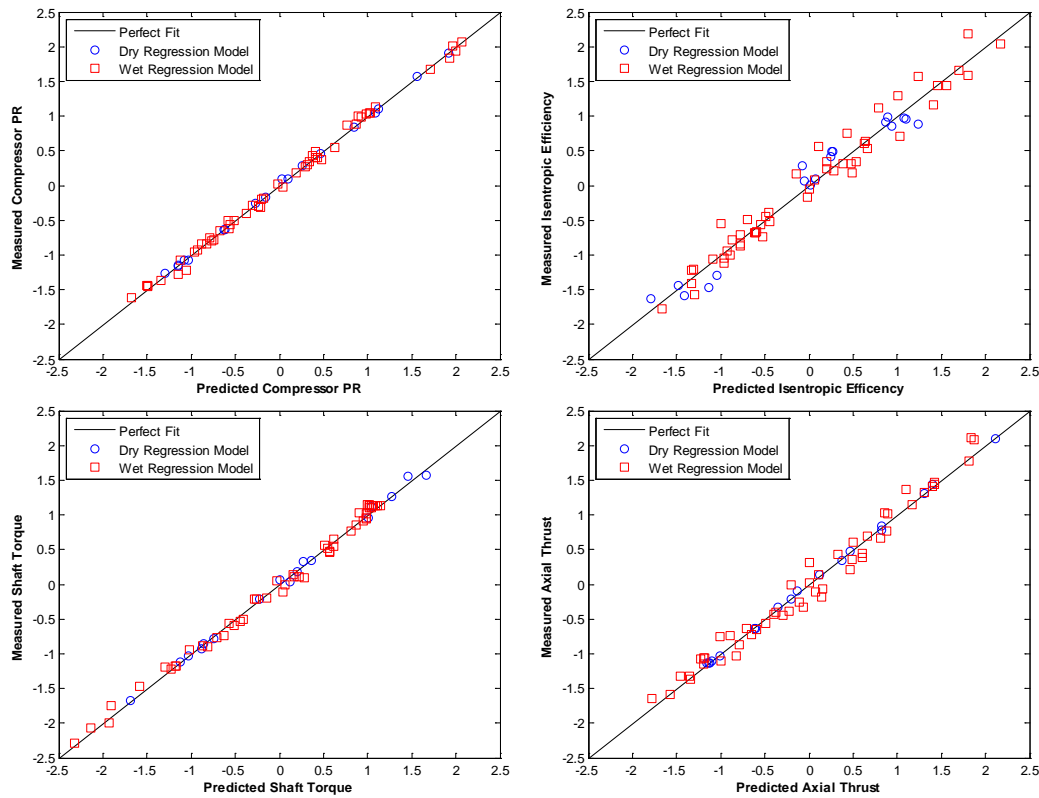 2.5
2
1.5
1
0.5
0
-0.5
-1
-1.5
-2
-2.5
Measured Compressor PR
Perfect Fit
Dry Regression Model
Wet Regression Model
-2.5 -2 -1.5 -1 -0.5 0 0.5 1 1.5 2 2.5
Predicted Compressor PR
2.5
2
1.5
1
0.5
0
-0.5
-1
-1.5
-2
-2.5
Measured Isentropic Efficiency
Perfect Fit
Dry Regression Model
Wet Regression Model
-2.5 -2 -1.5 -1 -0.5 0 0.5 1 1.5 2 2.5
Predicted Isentropic Efficency
2.5
2
1.5
1
0.5
0
-0.5
-1
-1.5
-2
-2.5
Measured Shaft Torque
Perfect Fit
Dry Regression Model
Wet Regression Model
-2.5 -2 -1.5 -1 -0.5 0 0.5 1 1.5 2 2.5
Predicted Shaft Torque
2.5
2
1.5
1
0.5
0
-0.5
-1
-1.5
-2
-2.5
Measured Axial Thrust
Perfect Fit
Dry Regression Model
Wet Regression Model
-2.5 -2 -1.5 -1 -0.5 0 0.5 1 1.5 2 2.5
Predicted Axial Thrust